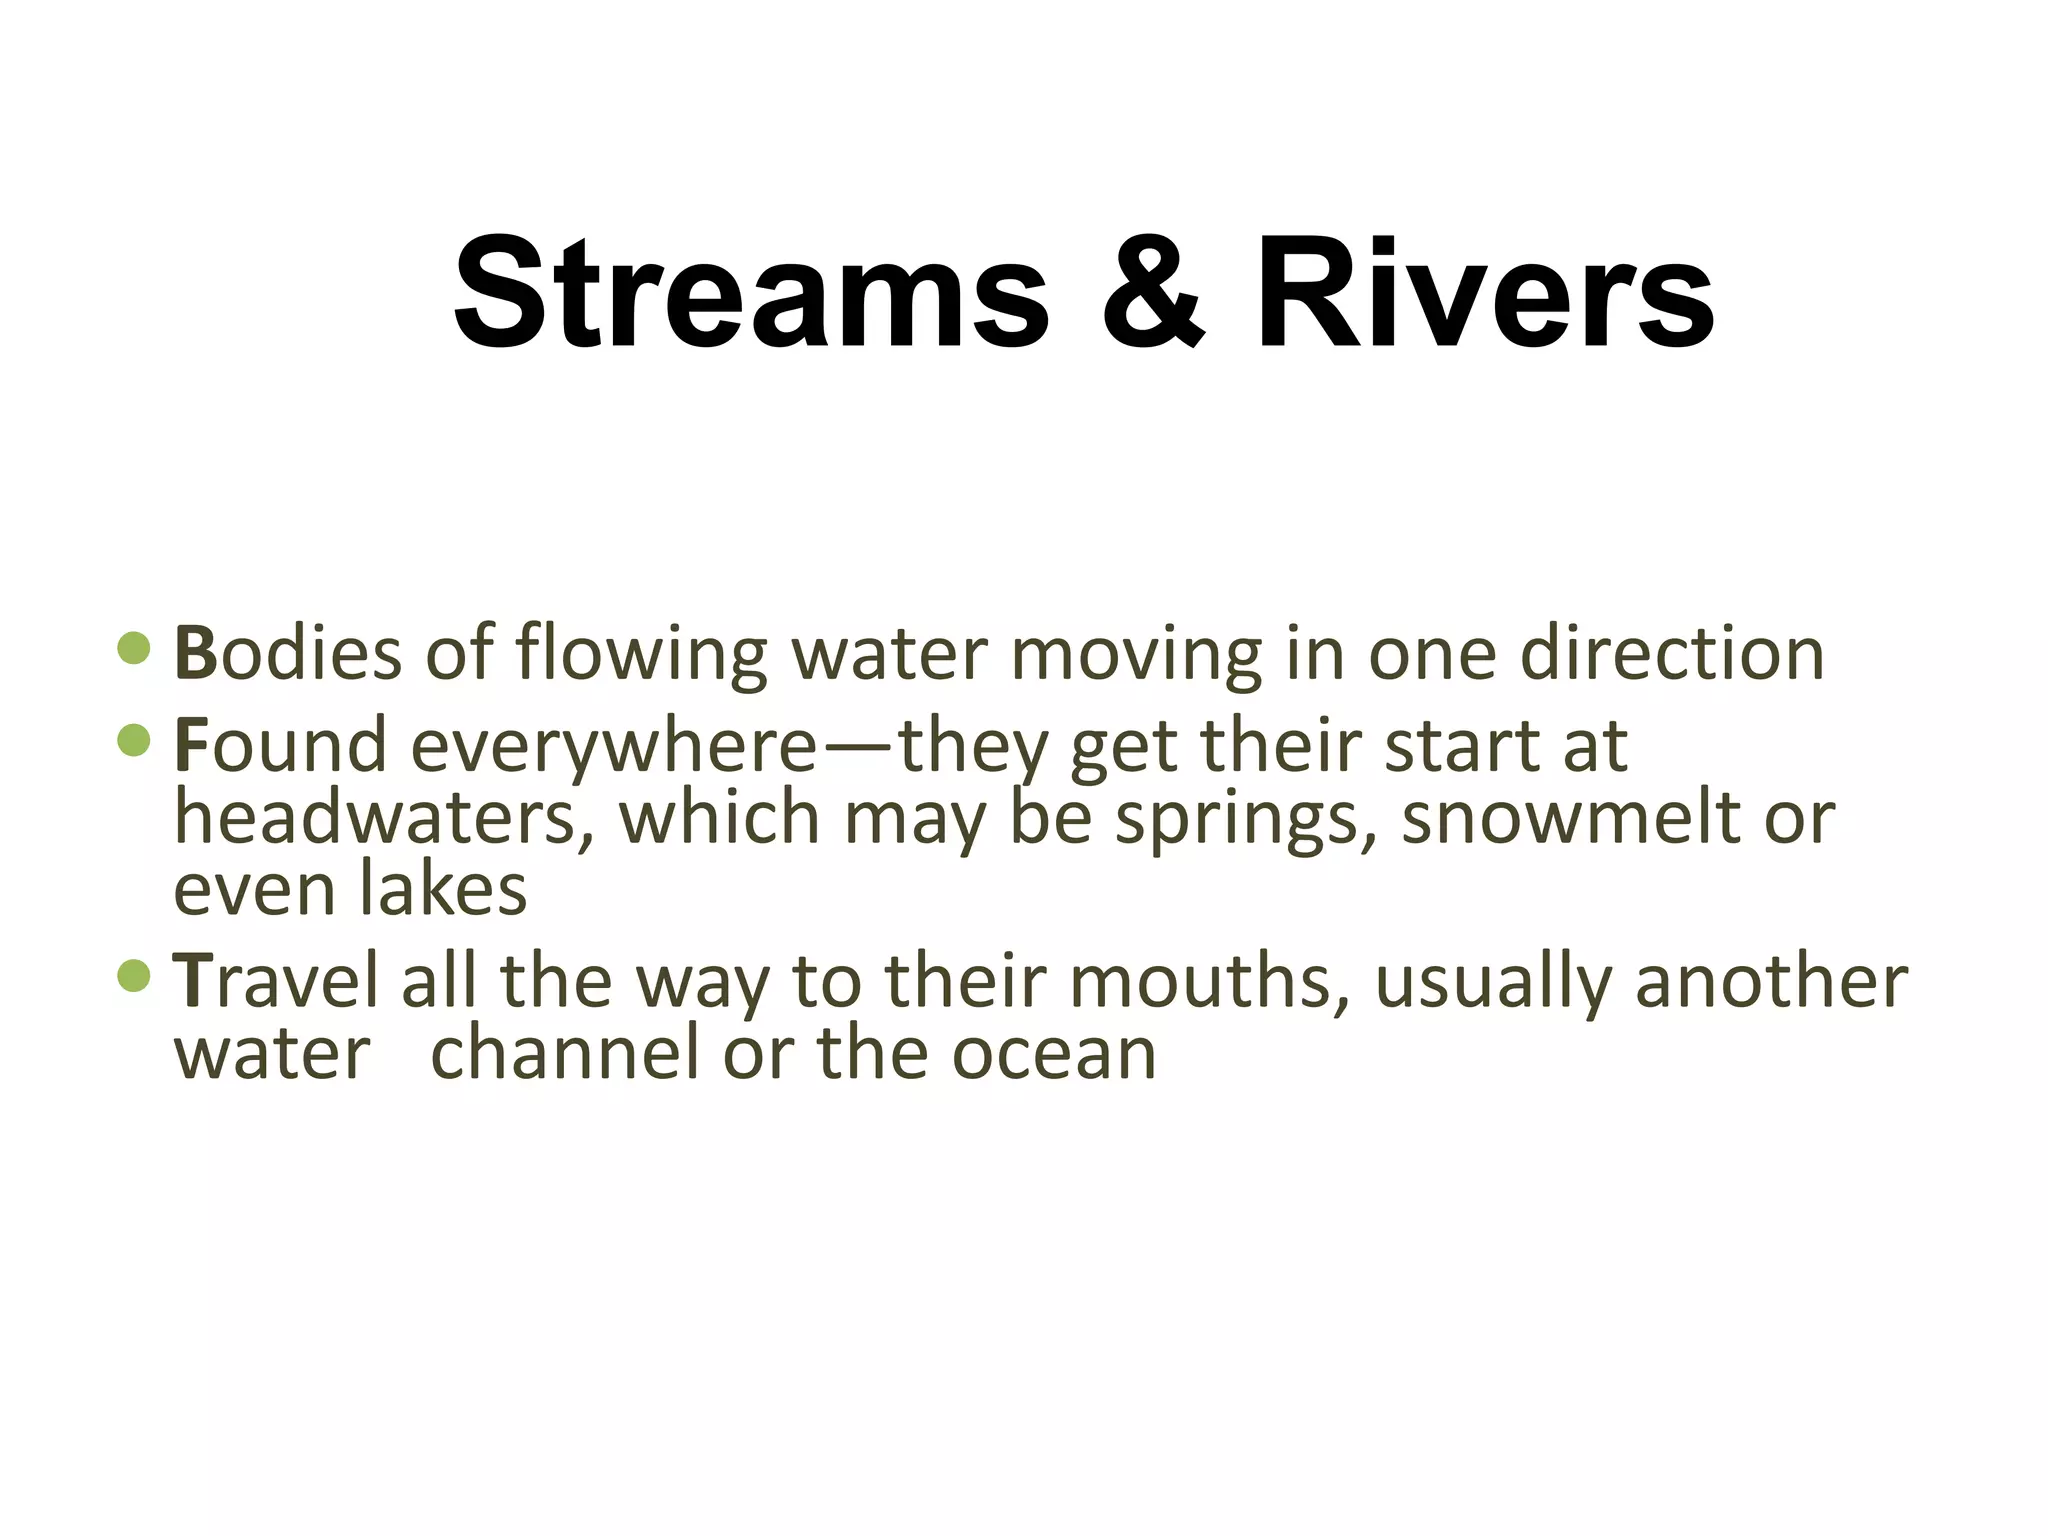 Streams & Rivers
• Bodies of flowing water moving in one direction
• Found everywhere—they get their start at
headwaters, which may be springs, snowmelt or
even lakes
• Travel all the way to their mouths, usually another
water   channel or the ocean